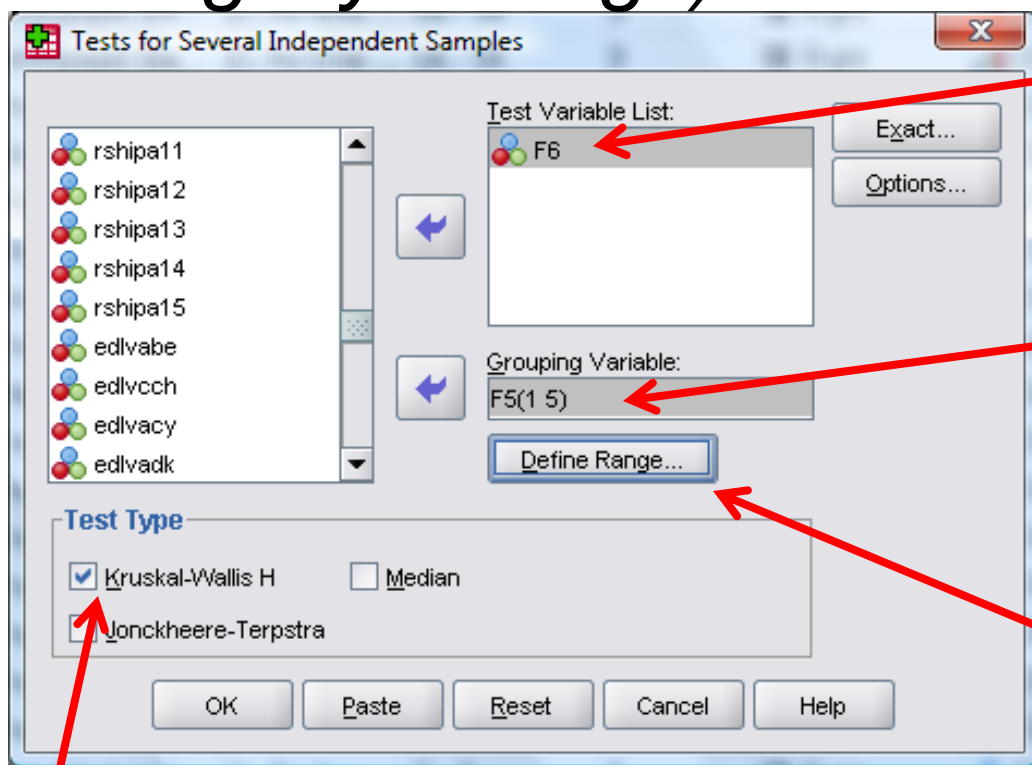 Tests for Several Independent Samples
rshipa11
rshipa12
rshipa13
rshipa14
rshipa15
edlvabe
edlvcch
edlvacy
edlvadk
Test Variable List:
F6
Exact...
Options...
Grouping Variable:
F5(1 5)
Define Range...
Test Type
Kruskal-Wallis H
Median
Jonckheere-Terpstra
OK
Paste
Reset
Cancel
Help